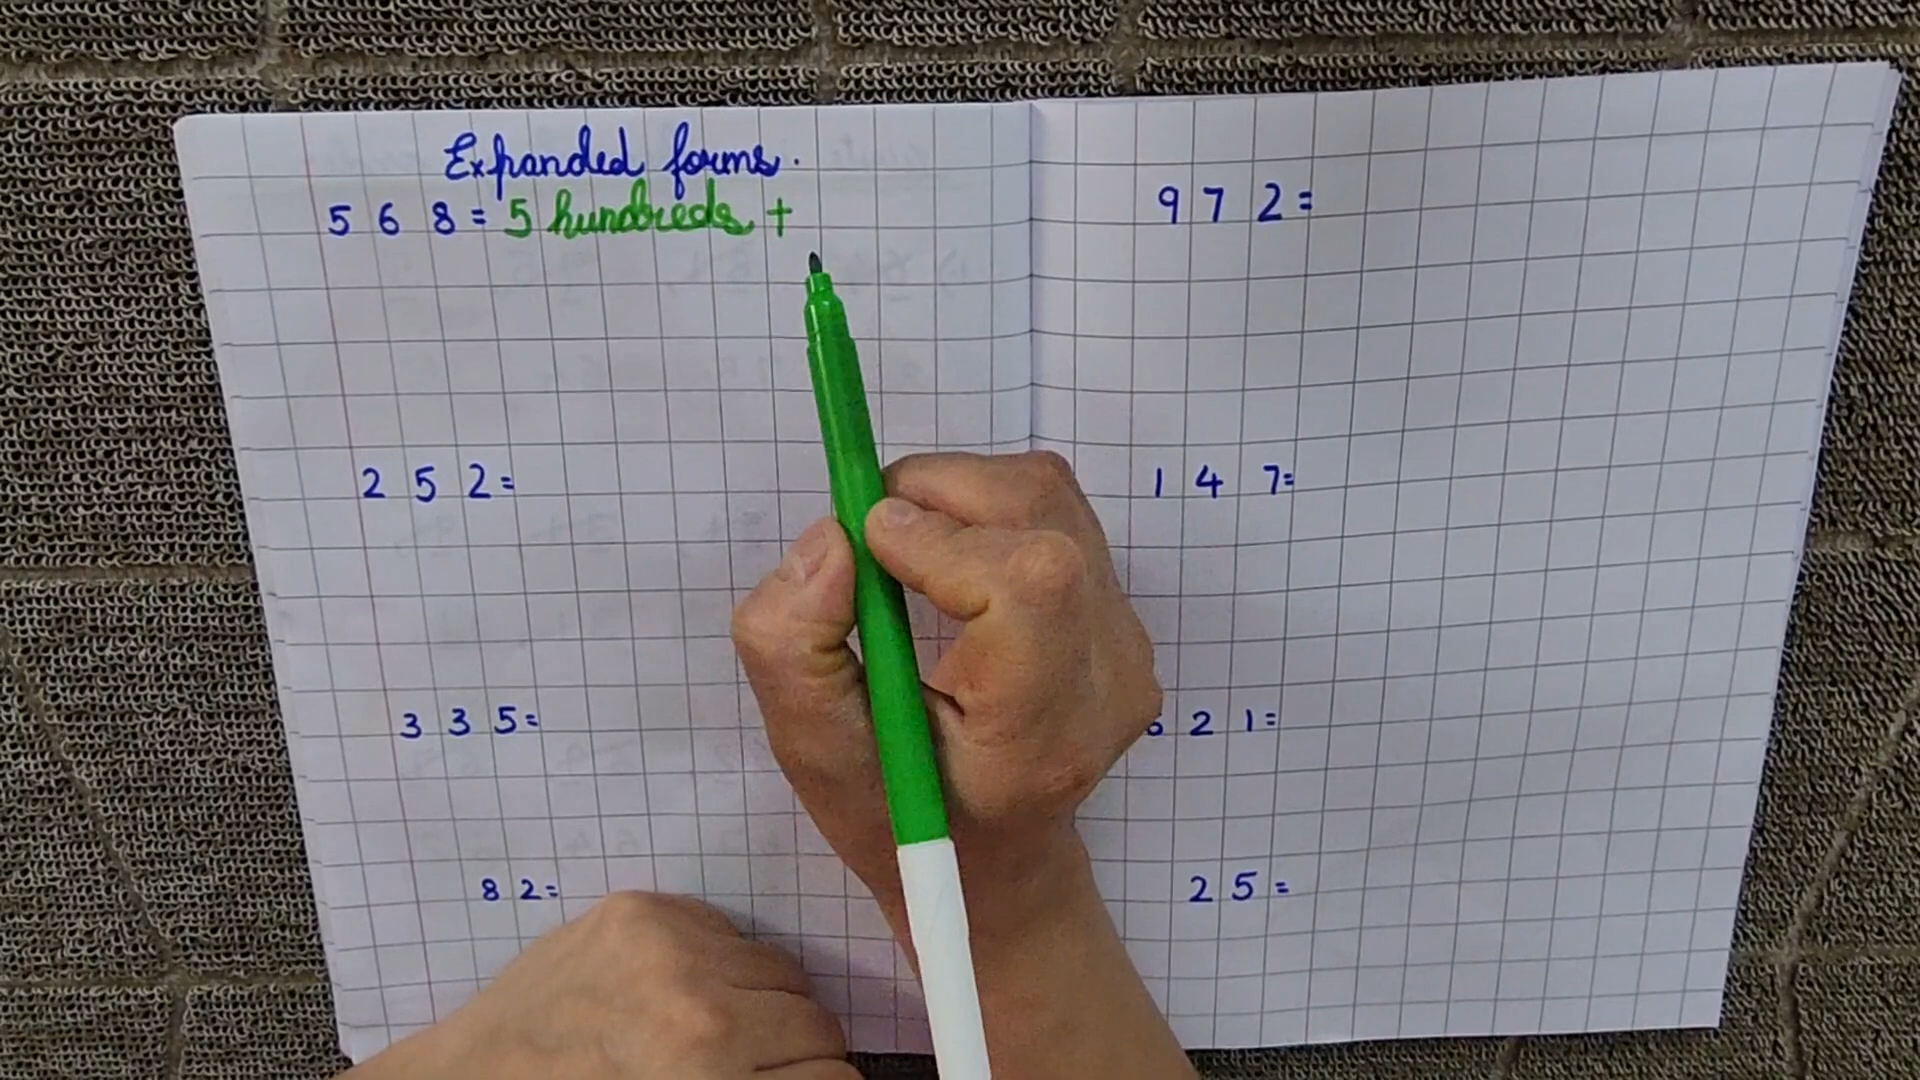 Expanded forms.
5 6 8 = 5 hundreds +
2 5 2 =
3 3 5 =
8 2 =
9 7 2 =
1 4 7 =
2 1 =
2 5 =